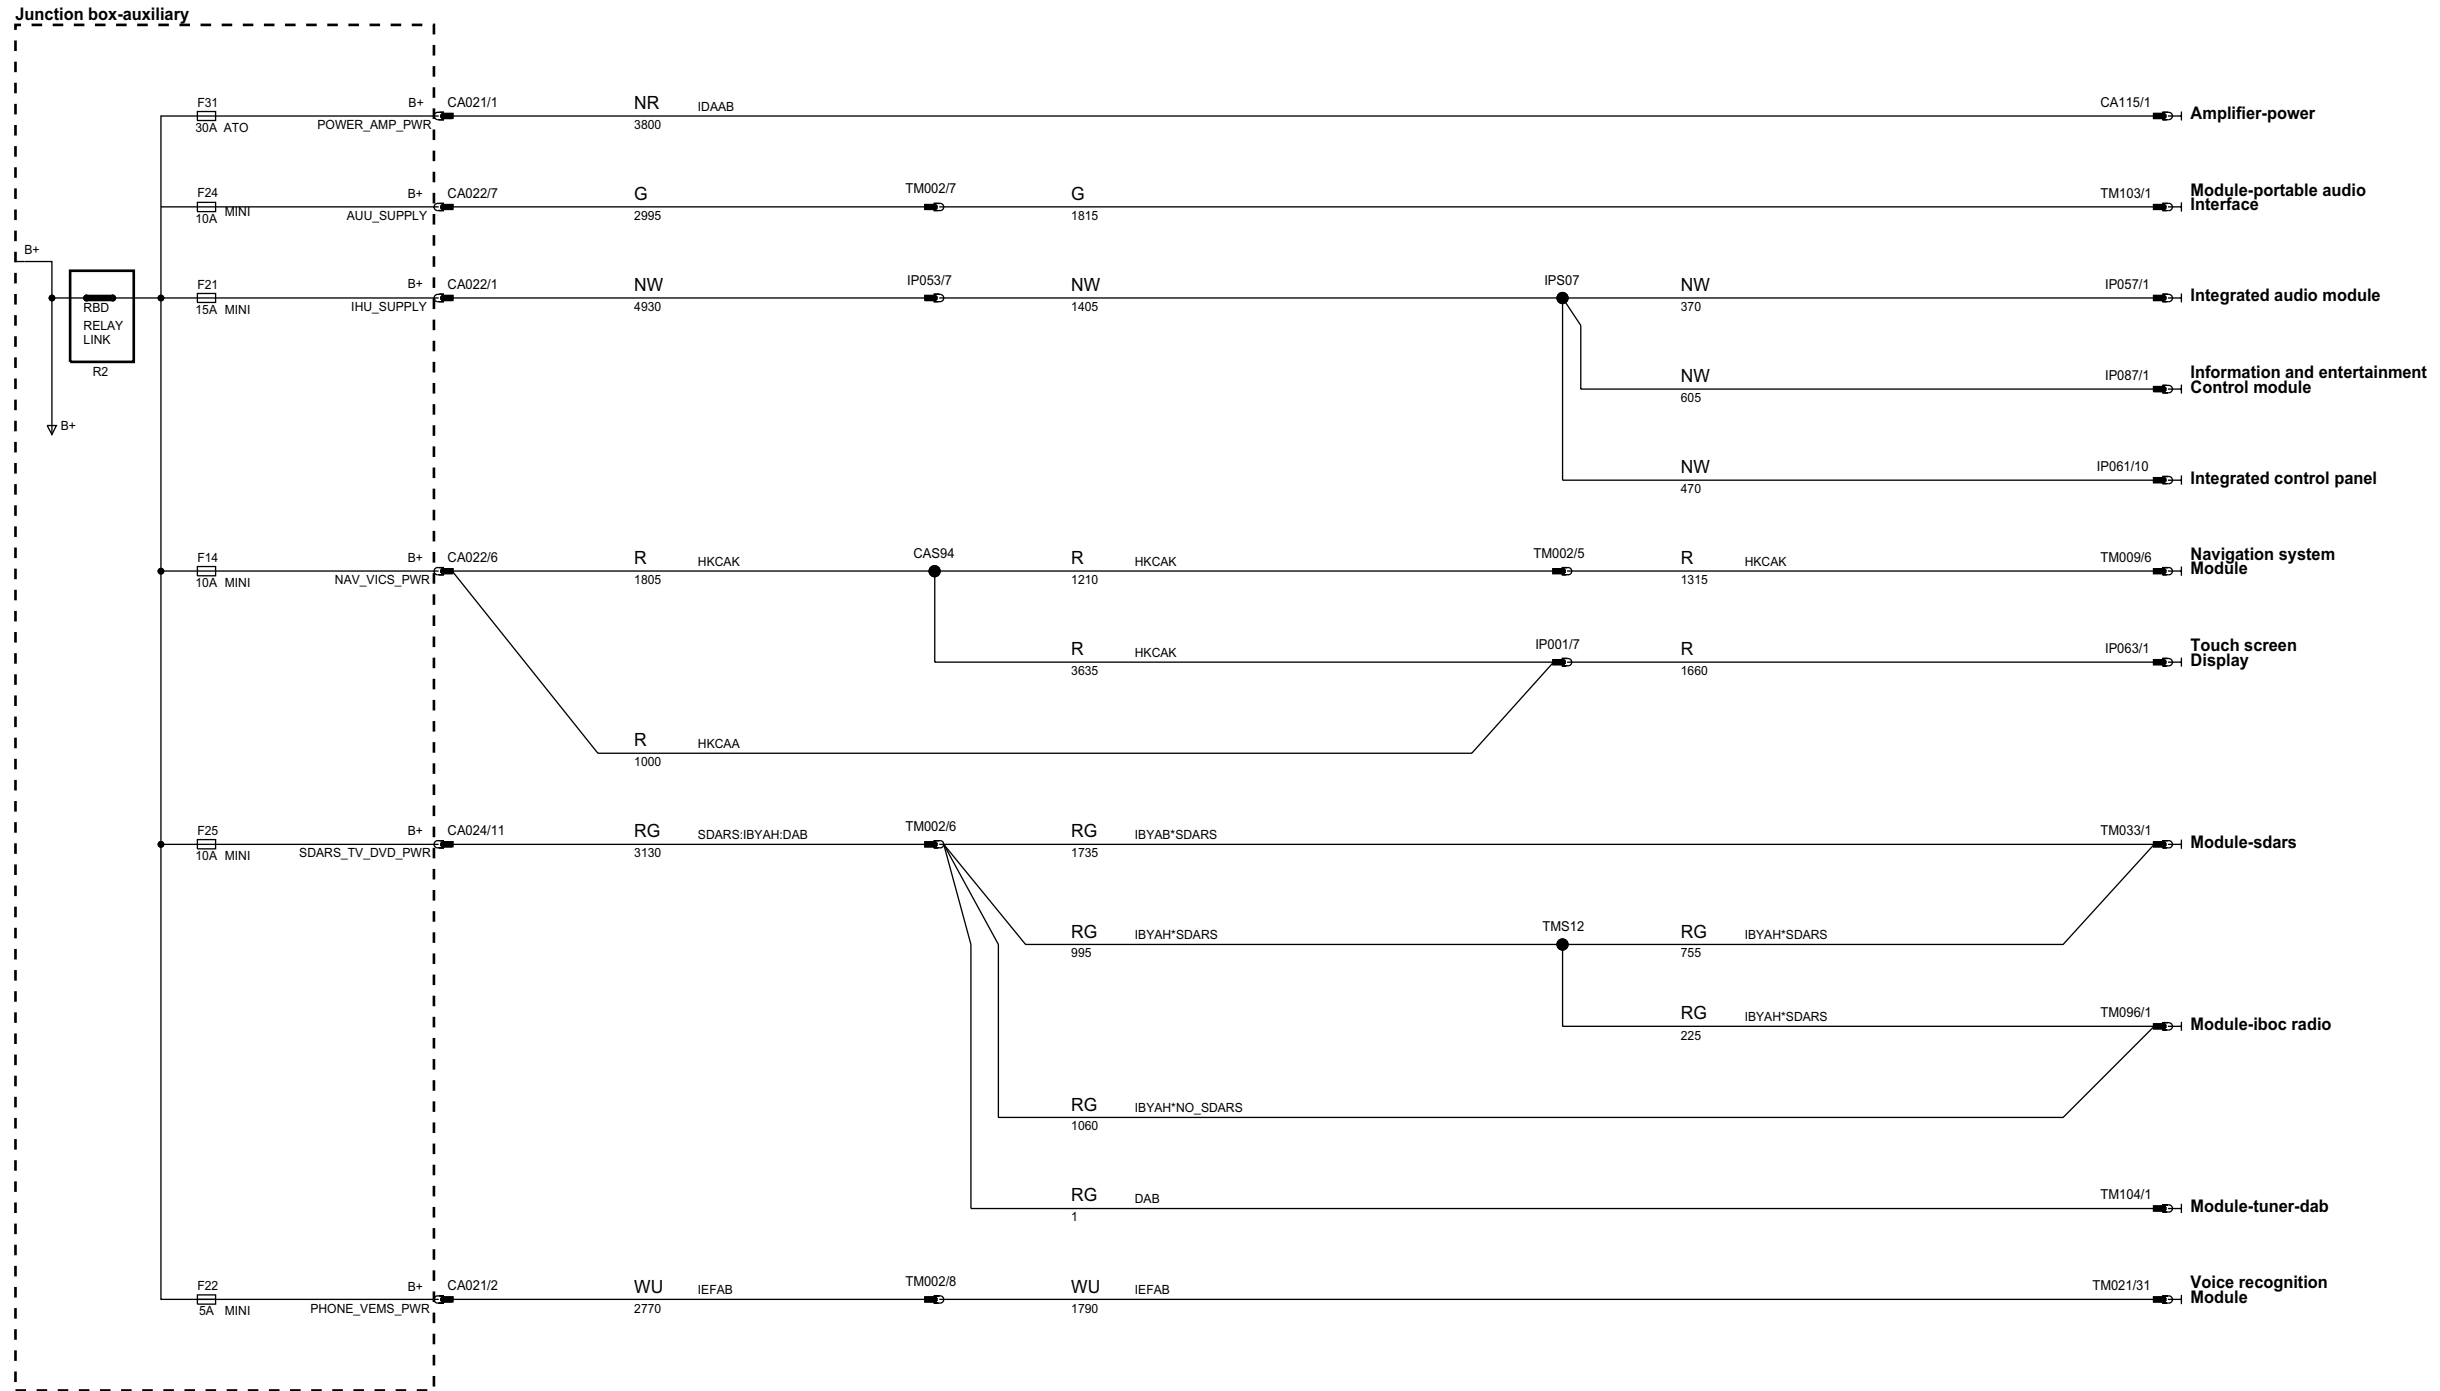 Junction box-auxiliary
F31 B+ CA021/1 NR IDAAB CA115/1 Amplifier-power
30A ATO POWER_AMP_PWR 3800
F24 B+ CA022/7 G TM002/7 G TM103/1 Module-portable audio
Interface
10A MINI AUU_SUPPLY 2995 1815
B+
F21 B+ CA022/1 NW IP053/7 NW IPS07 NW IP057/1 Integrated audio module
15A MINI IHU_SUPPLY 4930 1405 370
RBD
RELAY
LINK
R2
NW IP087/1 Information and entertainment
Control module
605
B+
NW IP061/10 Integrated control panel
470
F14 B+ CA022/6 R HKCAK CAS94 R HKCAK TM002/5 R HKCAK TM009/6 Navigation system
Module
10A MINI NAV_VICS_PWR 1805 1210 1315
R HKCAK IP001/7 R IP063/1 Touch screen
Display
3635 1660
R HKCAA
1000
F25 B+ CA024/11 RG SDARS:IBYAH:DAB TM002/6 RG IBYAB*SDARS TM033/1 Module-sdars
10A MINI SDARS_TV_DVD_PWR 3130 1735
RG IBYAH*SDARS TMS12 RG IBYAH*SDARS
995 755
RG IBYAH*SDARS TM096/1 Module-iboc radio
225
RG IBYAH*NO_SDARS
1060
RG DAB TM104/1 Module-tuner-dab
1
F22 B+ CA021/2 WU IEFAB TM002/8 WU IEFAB TM021/31 Voice recognition
Module
5A MINI PHONE_VEMS_PWR 2770 1790